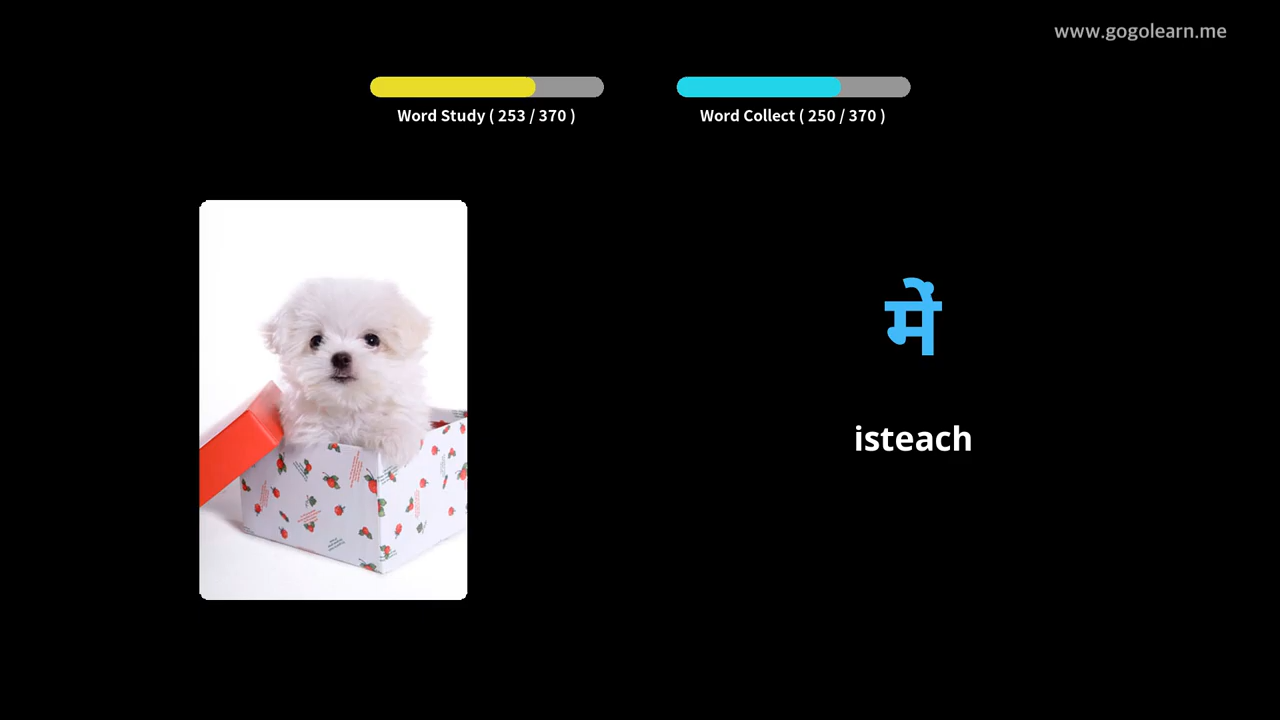 www.gogolearn.me
Word Study ( 253 / 370 )
Word Collect ( 250 / 370 )
में
isteach